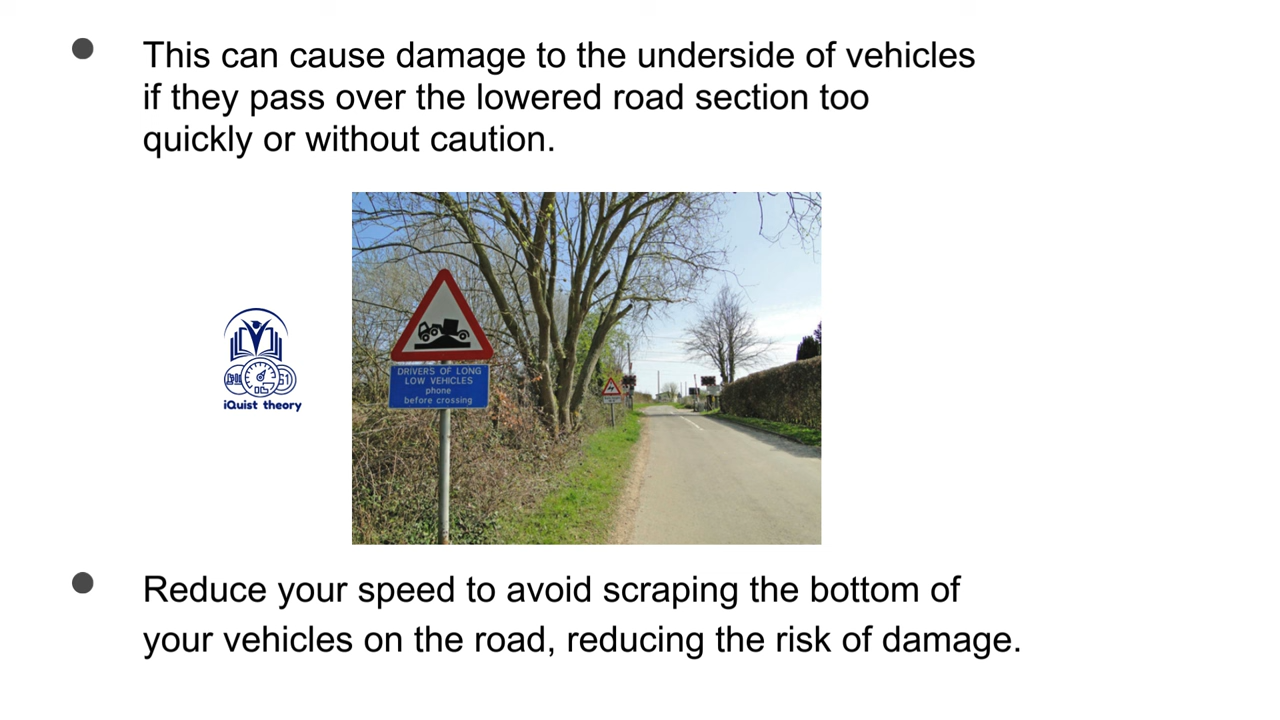 This can cause damage to the underside of vehicles
if they pass over the lowered road section too
quickly or without caution.
DRIVERS OF LONG
LOW VEHICLES
phone
before crossing
iQuist theory
Reduce your speed to avoid scraping the bottom of
your vehicles on the road, reducing the risk of damage.